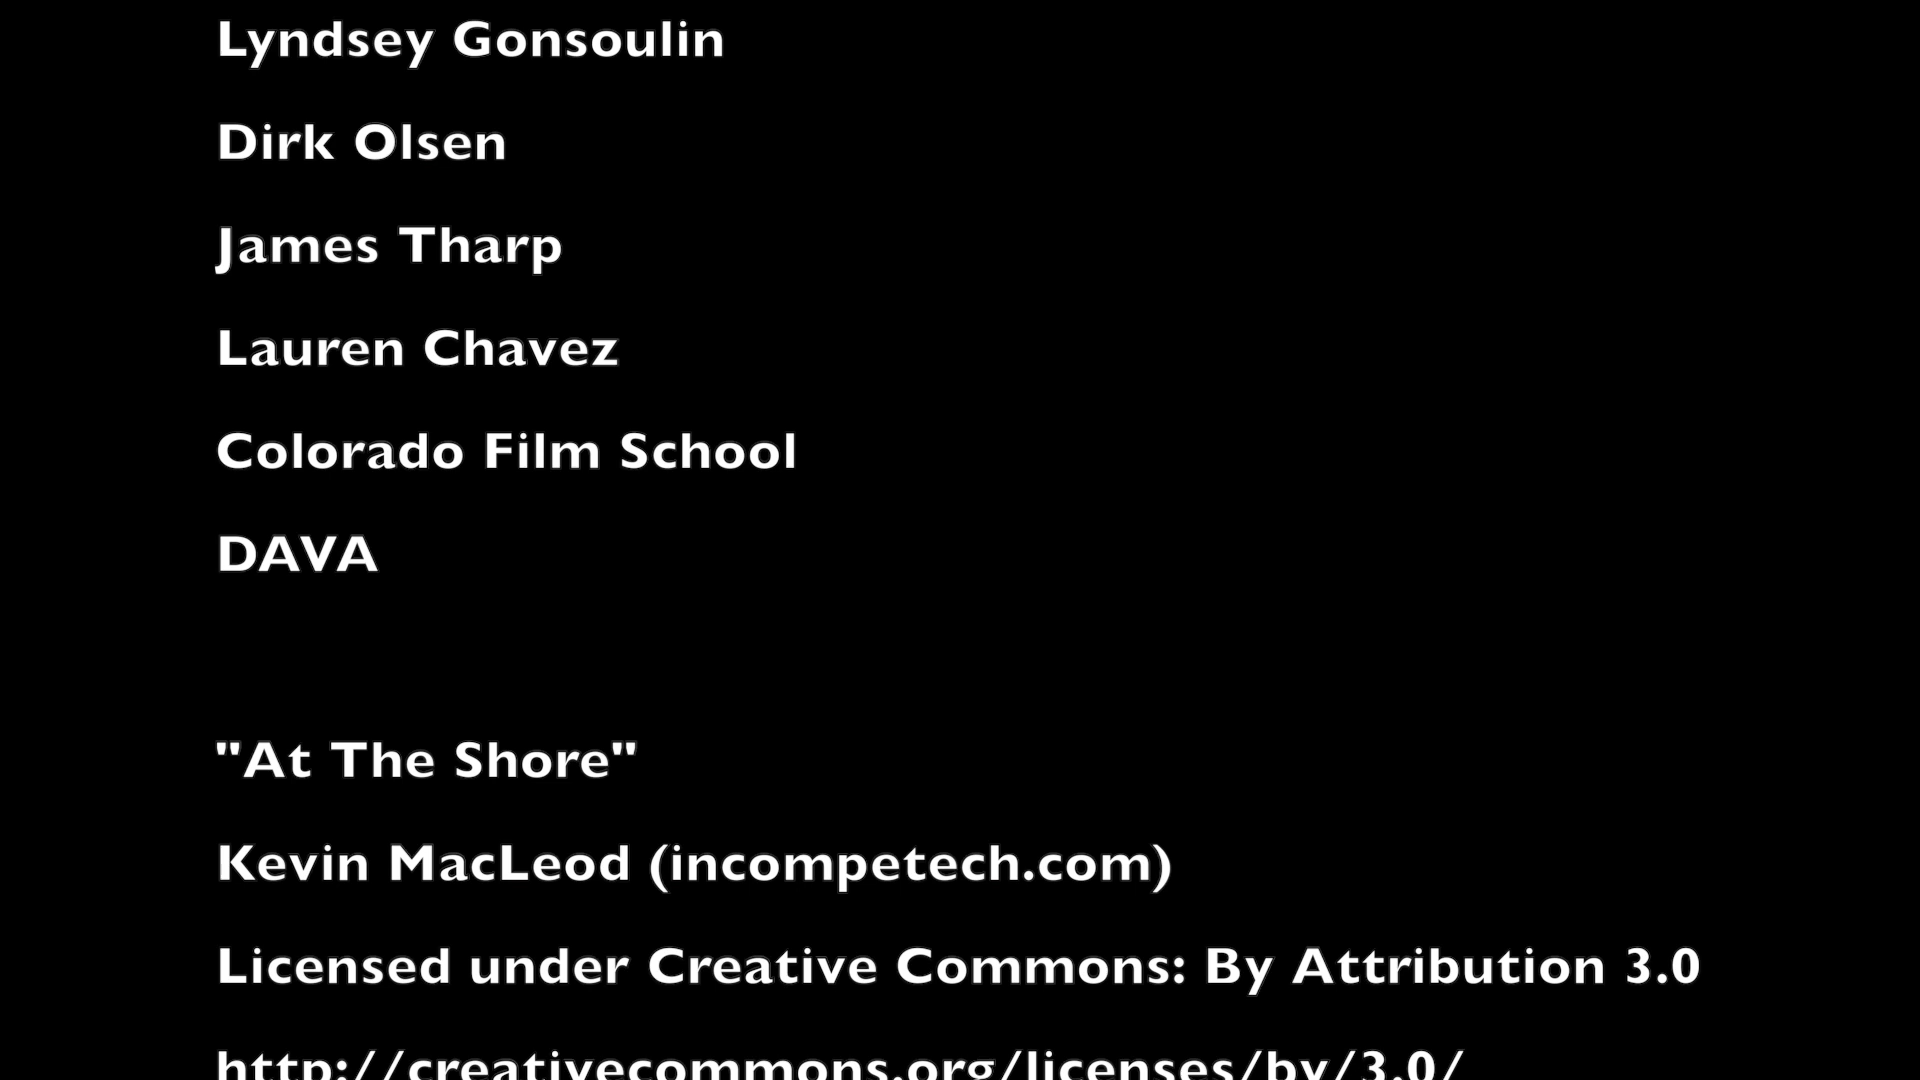 Lyndsey Gonsoulin
Dirk Olsen
James Tharp
Lauren Chavez
Colorado Film School
DAVA
"At The Shore"
Kevin MacLeod (incompetech.com)
Licensed under Creative Commons: By Attribution 3.0
http://creativecommons.org/licenses/by/3.0/